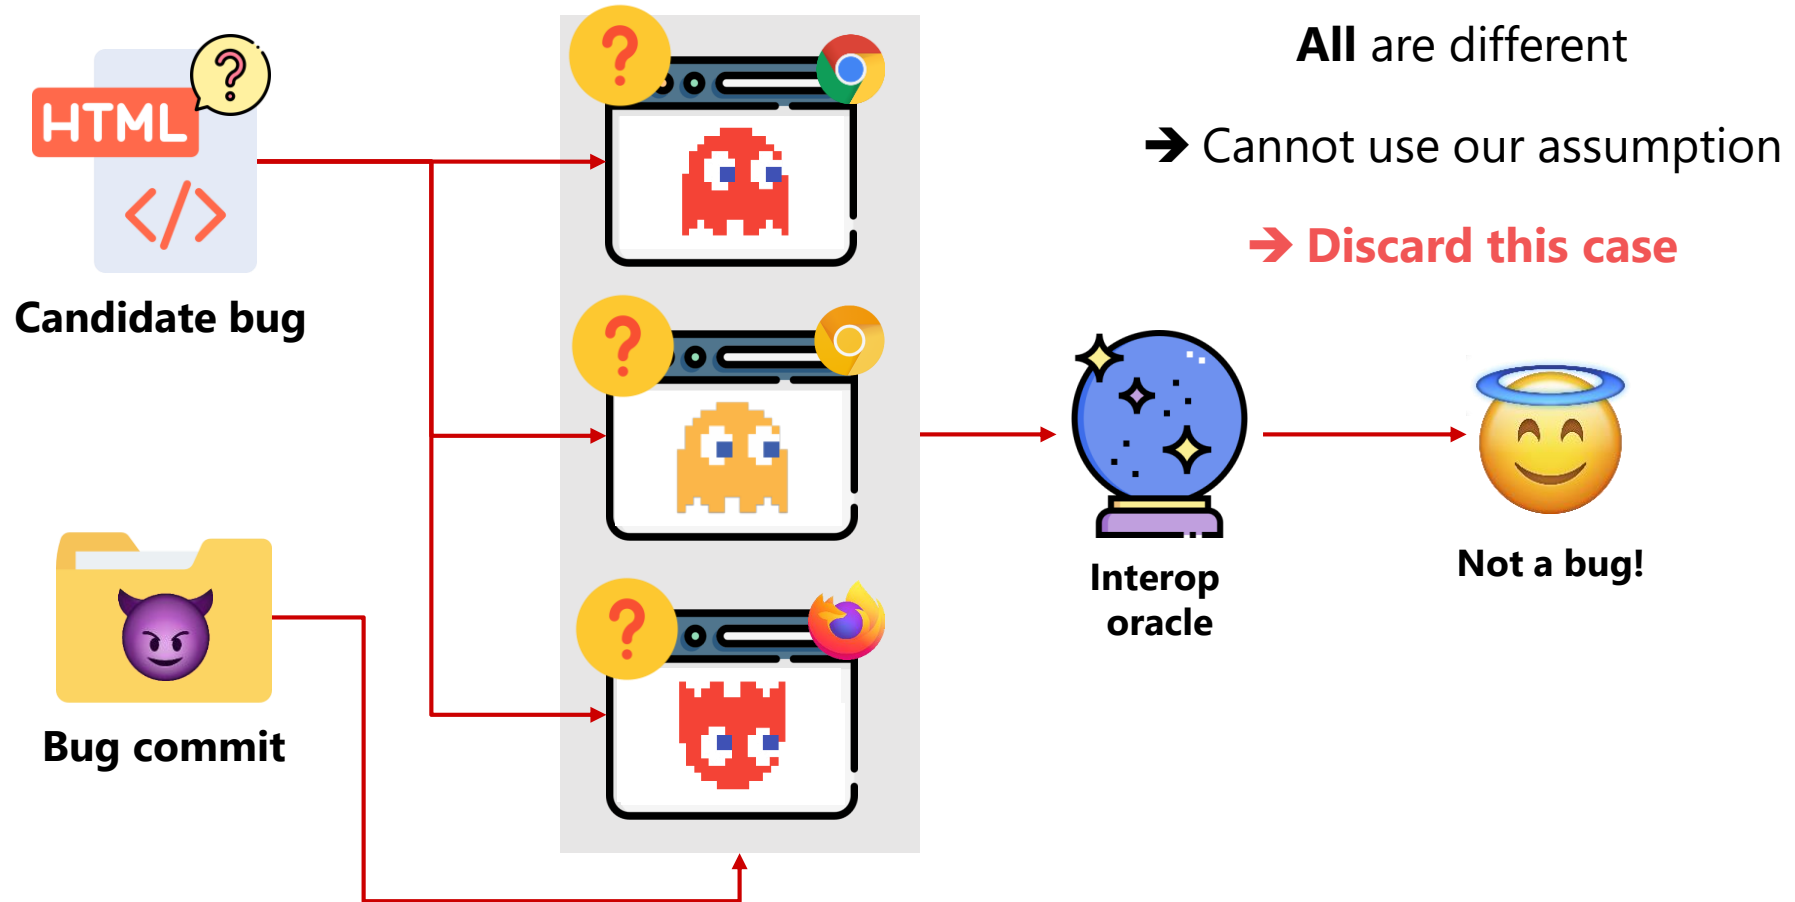 All are different
➔ Cannot use our assumption
➔ Discard this case
HTML
</>
Candidate bug
Bug commit
?
?
?
?
Interop
oracle
Not a bug!